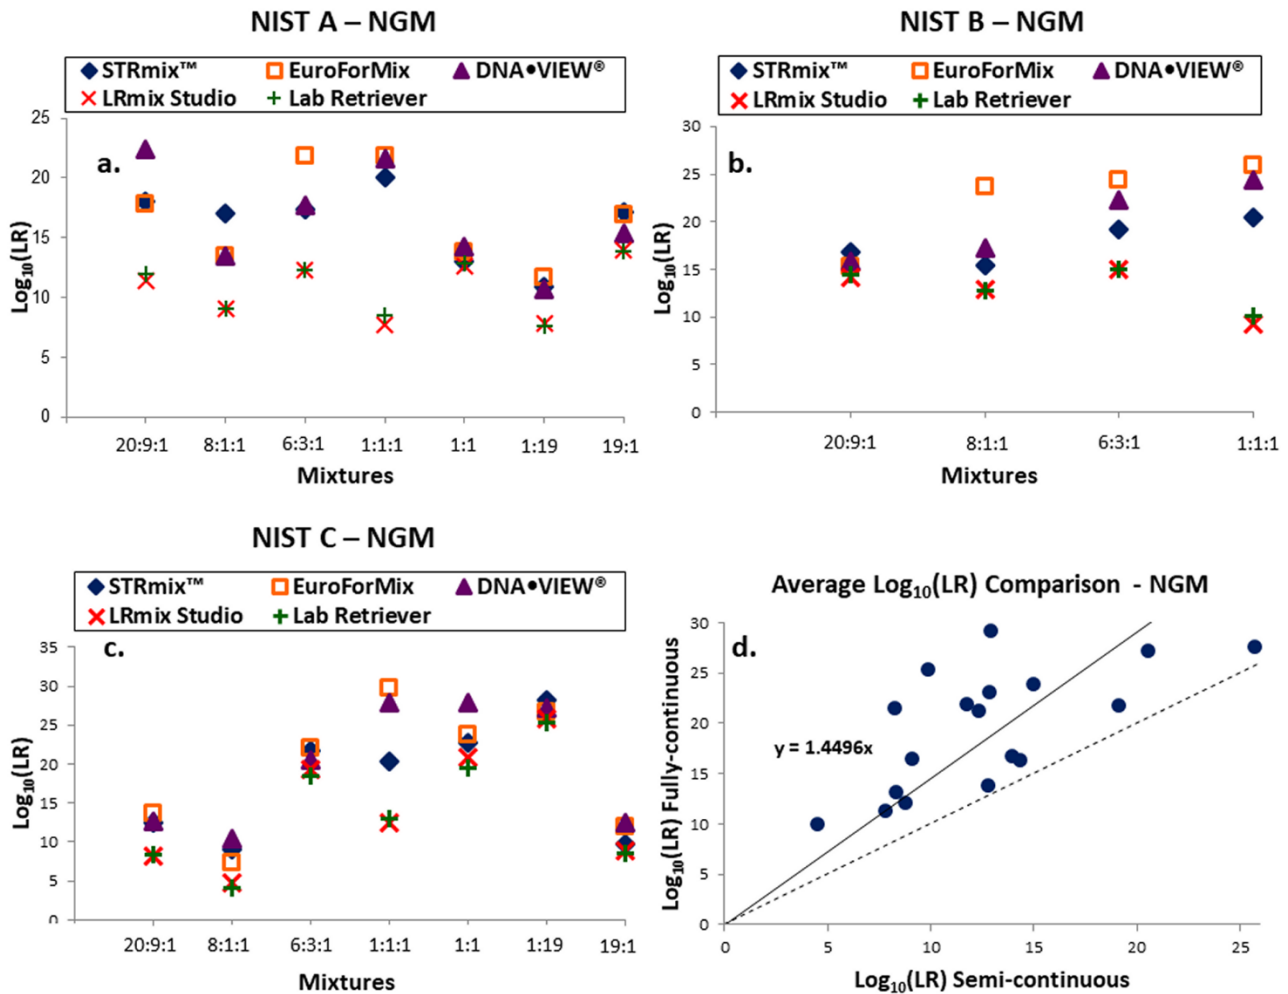 NIST A – NGM
STRmix™ EuroForMix DNA•VIEW®
LRmix Studio Lab Retriever
a.
25
20
15
10
5
0
Log10(LR)
20:9:1 8:1:1 6:3:1 1:1:1 1:1 1:19 19:1
Mixtures
NIST B – NGM
STRmix™ EuroForMix DNA•VIEW®
LRmix Studio Lab Retriever
b.
30
25
20
15
10
5
0
Log10(LR)
20:9:1 8:1:1 6:3:1 1:1:1
Mixtures
NIST C – NGM
STRmix™ EuroForMix DNA•VIEW®
LRmix Studio Lab Retriever
c.
35
30
25
20
15
10
5
0
Log10(LR)
20:9:1 8:1:1 6:3:1 1:1:1 1:1 1:19 19:1
Mixtures
Average Log10(LR) Comparison - NGM
d.
30
25
20
15
10
5
0
Log10(LR) Fully-continuous
y = 1.4496x
0 5 10 15 20 25
Log10(LR) Semi-continuous